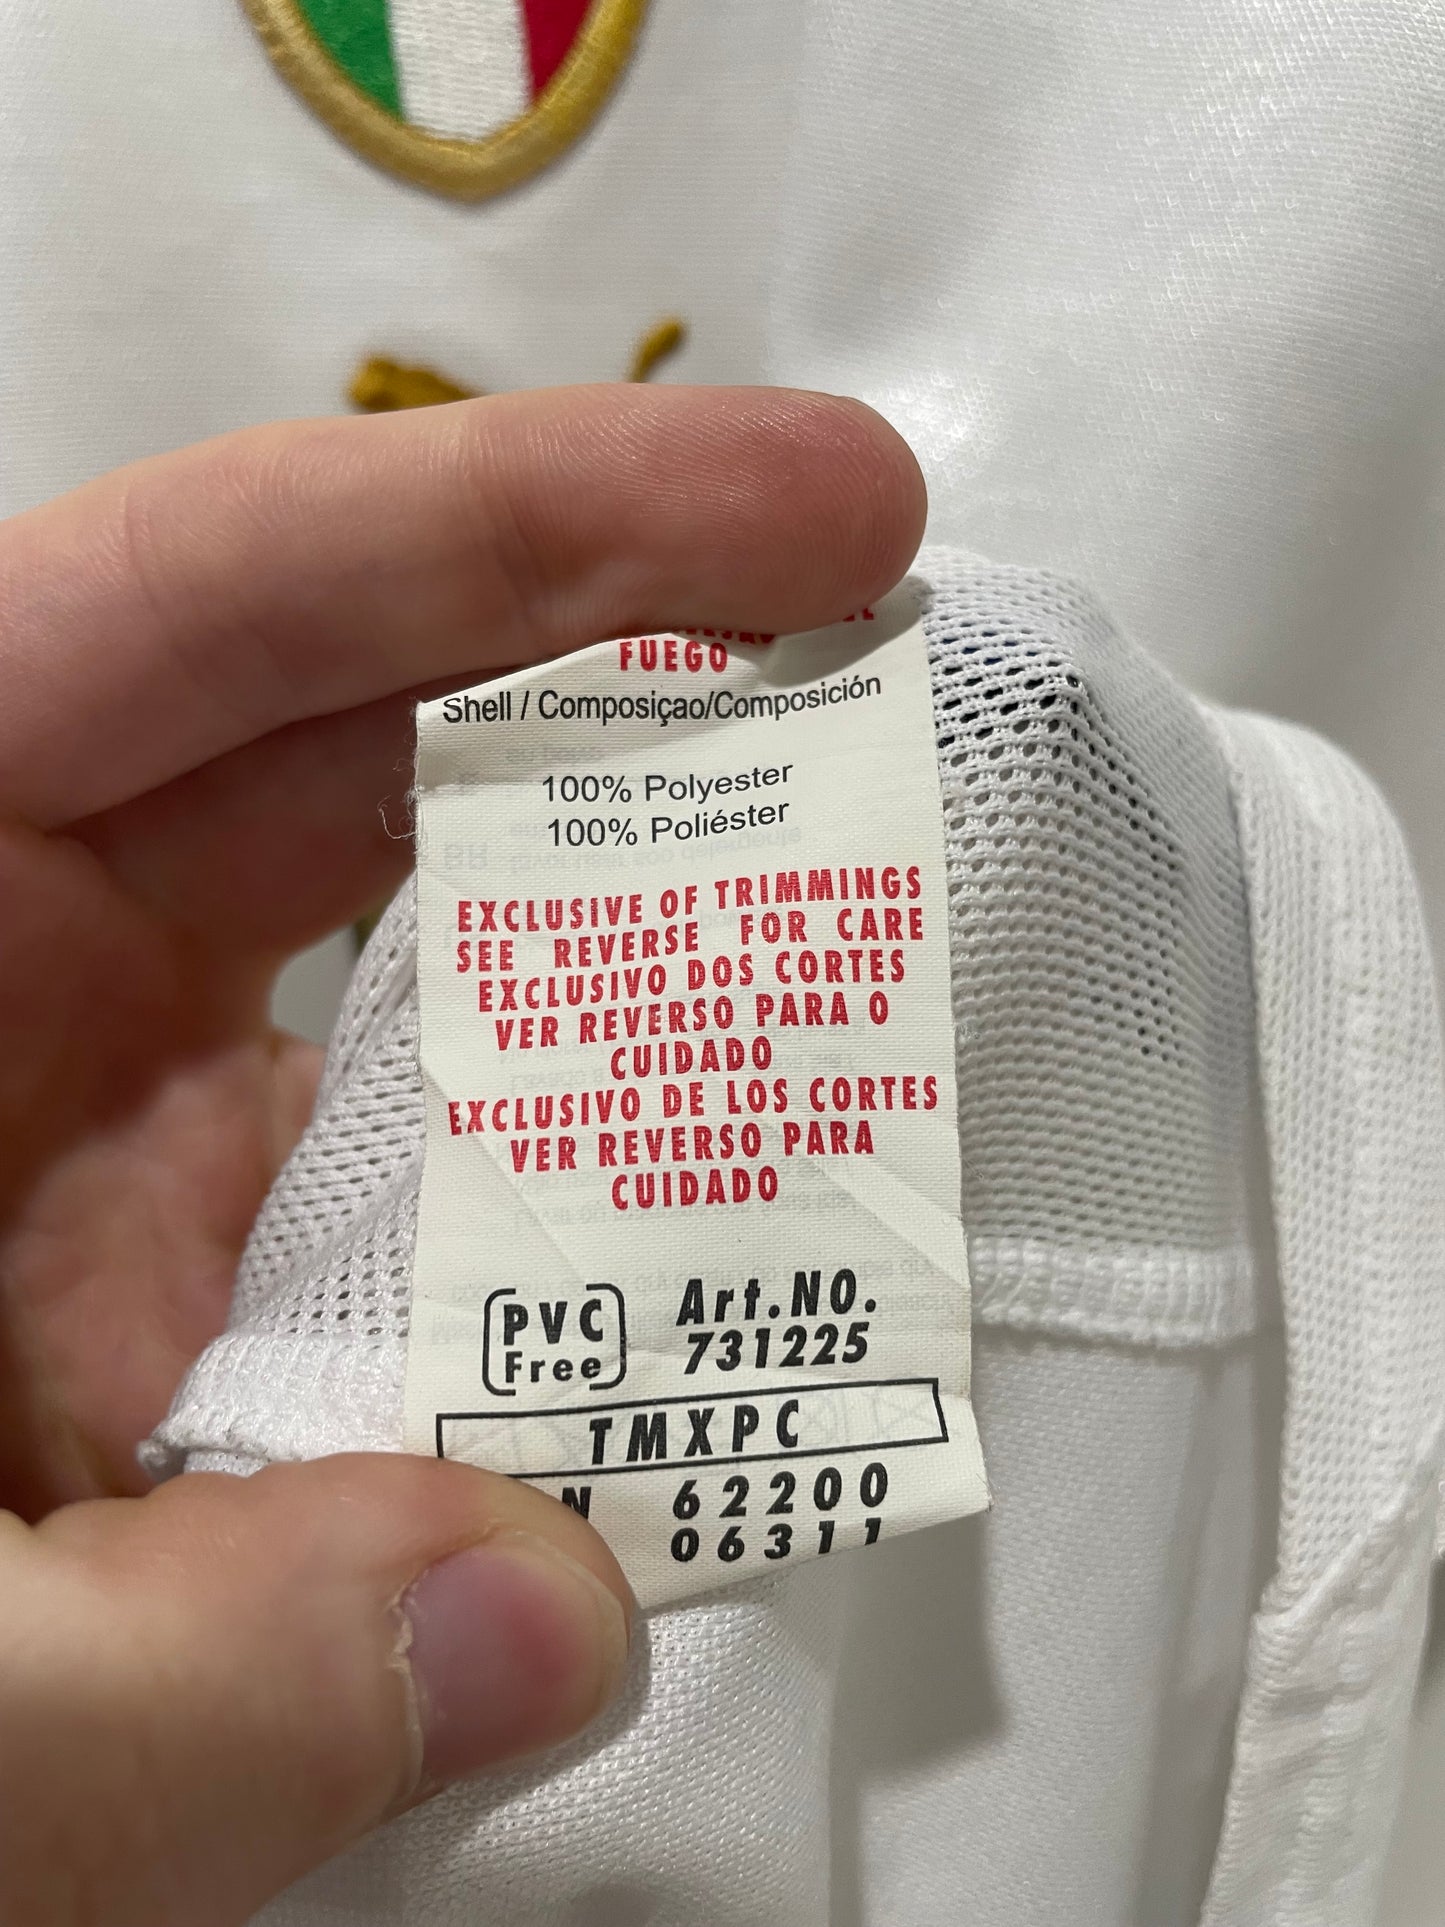 FUEGO
Shell / Composiçao/Composición
100% Polyester
100% Poliéster
EXCLUSIVE OF TRIMMINGS
SEE REVERSE FOR CARE
EXCLUSIVO DOS CORTES
VER REVERSO PARA O
CUIDADO
EXCLUSIVO DE LOS CORTES
VER REVERSO PARA
CUIDADO
PVC Art.NO.
Free 731225
TMXPC
62200
06311